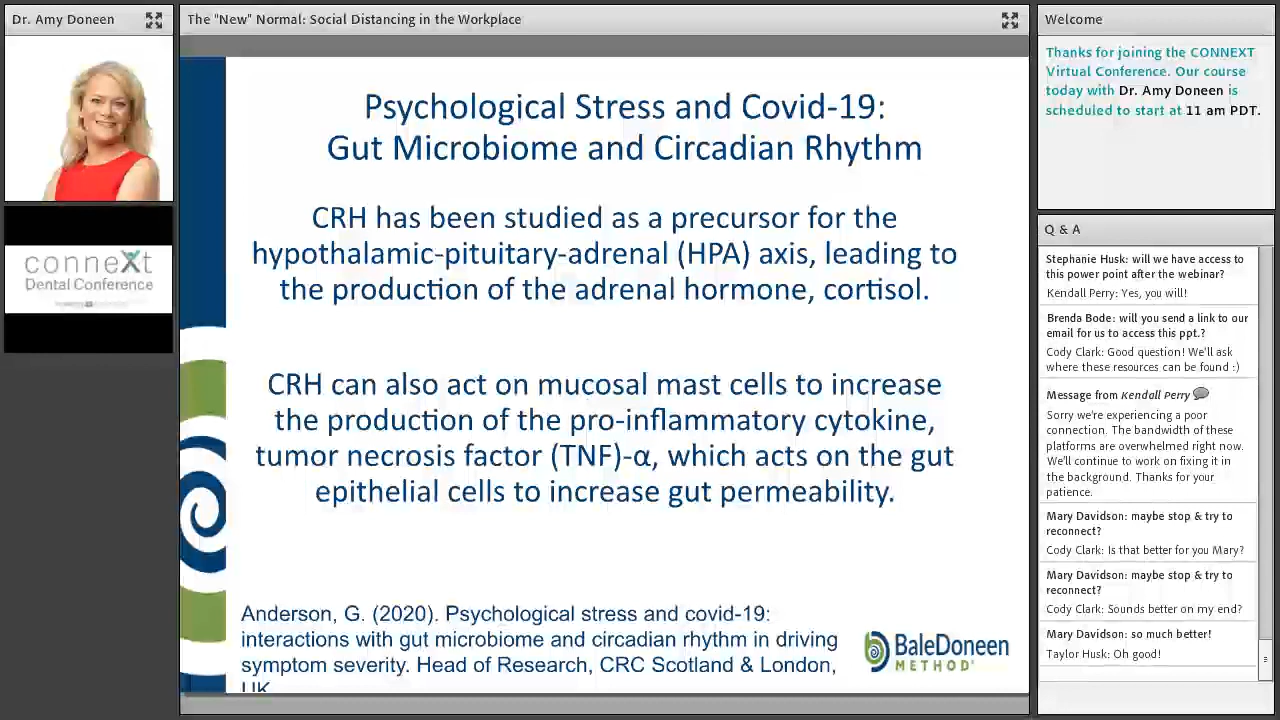 Dr. Amy Doneen
The "New" Normal: Social Distancing in the Workplace
Welcome
Thanks for joining the CONNEXT
Virtual Conference. Our course
today with Dr. Amy Doneen is
scheduled to start at 11 am PDT.
conneXt
Dental Conference
Psychological Stress and Covid-19:
Gut Microbiome and Circadian Rhythm
CRH has been studied as a precursor for the
hypothalamic-pituitary-adrenal (HPA) axis, leading to
the production of the adrenal hormone, cortisol.
CRH can also act on mucosal mast cells to increase
the production of the pro-inflammatory cytokine,
tumor necrosis factor (TNF)-α, which acts on the gut
epithelial cells to increase gut permeability.
Anderson, G. (2020). Psychological stress and covid-19:
interactions with gut microbiome and circadian rhythm in driving
symptom severity. Head of Research, CRC Scotland & London,
UK
BaleDoneen
METHOD
Q & A
Stephanie Husk: will we have access to
this power point after the webinar?
Kendall Perry: Yes, you will!
Brenda Bode: will you send a link to our
email for us to access this ppt.?
Cody Clark: Good question! We'll ask
where these resources can be found :)
Message from Kendall Perry
Sorry we're experiencing a poor
connection. The bandwidth of these
platforms are overwhelmed right now.
We'll continue to work on fixing it in
the background. Thanks for your
patience.
Mary Davidson: maybe stop & try to
reconnect?
Cody Clark: Is that better for you Mary?
Mary Davidson: maybe stop & try to
reconnect?
Cody Clark: Sounds better on my end?
Mary Davidson: so much better!
Taylor Husk: Oh good!